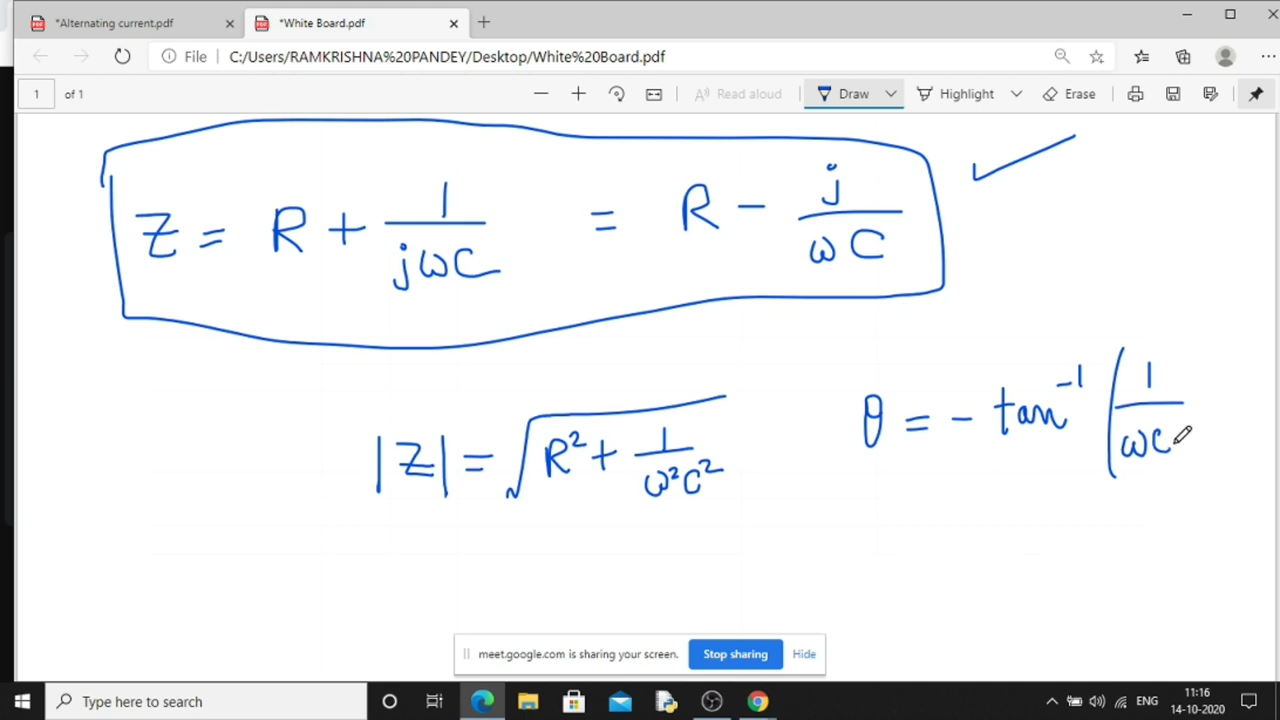 *Alternating current.pdf
*White Board.pdf
File C:/Users/RAMKRISHNA%20PANDEY/Desktop/White%20Board.pdf
1 of 1 Read aloud Draw Highlight Erase
Z = R + 1/(jωC) = R - j/(ωC)
|Z| = √(R² + 1/(ω²C²))
θ = - tan⁻¹ (1/(ωC
meet.google.com is sharing your screen. Stop sharing Hide
Type here to search
ENG
11:16
14-10-2020